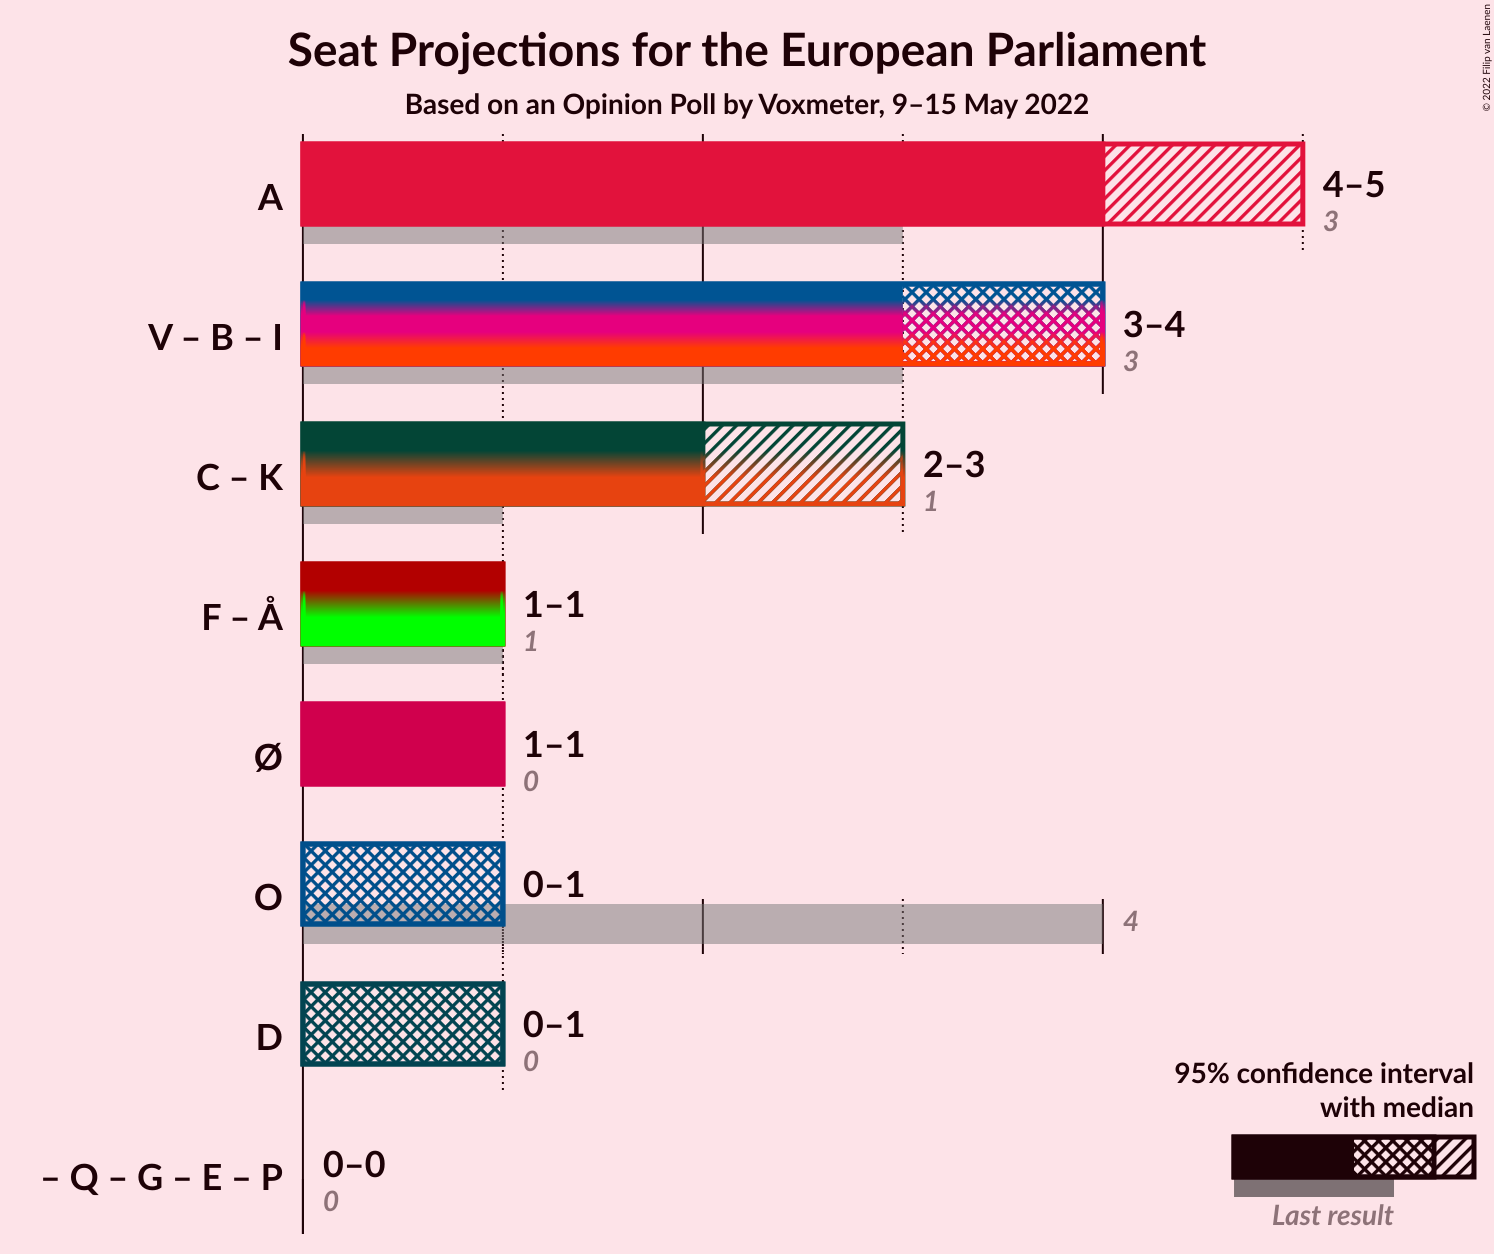 Seat Projections for the European Parliament
Based on an Opinion Poll by Voxmeter, 9–15 May 2022
© 2022 Filip van Laenen
A
4–5
3
V – B – I
3–4
3
C – K
2–3
1
F – Å
1–1
1
Ø
1–1
0
O
0–1
4
D
0–1
0
– Q – G – E – P
0–0
0
95% confidence interval
with median
Last result